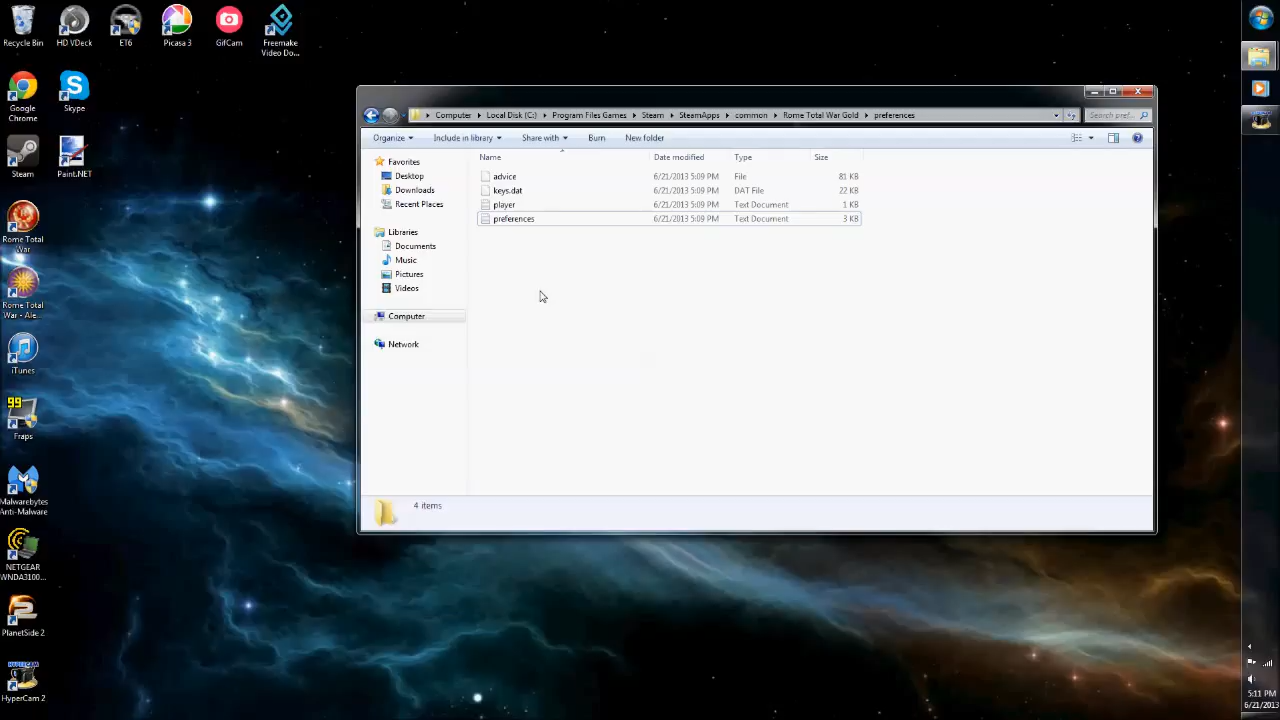 Recycle Bin
HD VDeck
ET6
Picasa 3
GifCam
Freemake
Video Do...
Google
Chrome
Skype
Steam
Paint.NET
Rome Total
War
Rome Total
War - Ale...
iTunes
99
Fraps
Malwarebytes
Anti-Malware
NETGEAR
WNDA3100...
PlanetSide 2
HyperCam 2
Computer
Local Disk (C:)
Program Files Games
Steam
SteamApps
common
Rome Total War Gold
preferences
Search pref...
Organize
Include in library
Share with
Burn
New folder
Favorites
Desktop
Downloads
Recent Places
Libraries
Documents
Music
Pictures
Videos
Computer
Network
Name Date modified Type Size
advice 6/21/2013 5:09 PM File 81 KB
keys.dat 6/21/2013 5:09 PM DAT File 22 KB
player 6/21/2013 5:09 PM Text Document 1 KB
preferences 6/21/2013 5:09 PM Text Document 3 KB
4 items
5:11 PM
6/21/2013